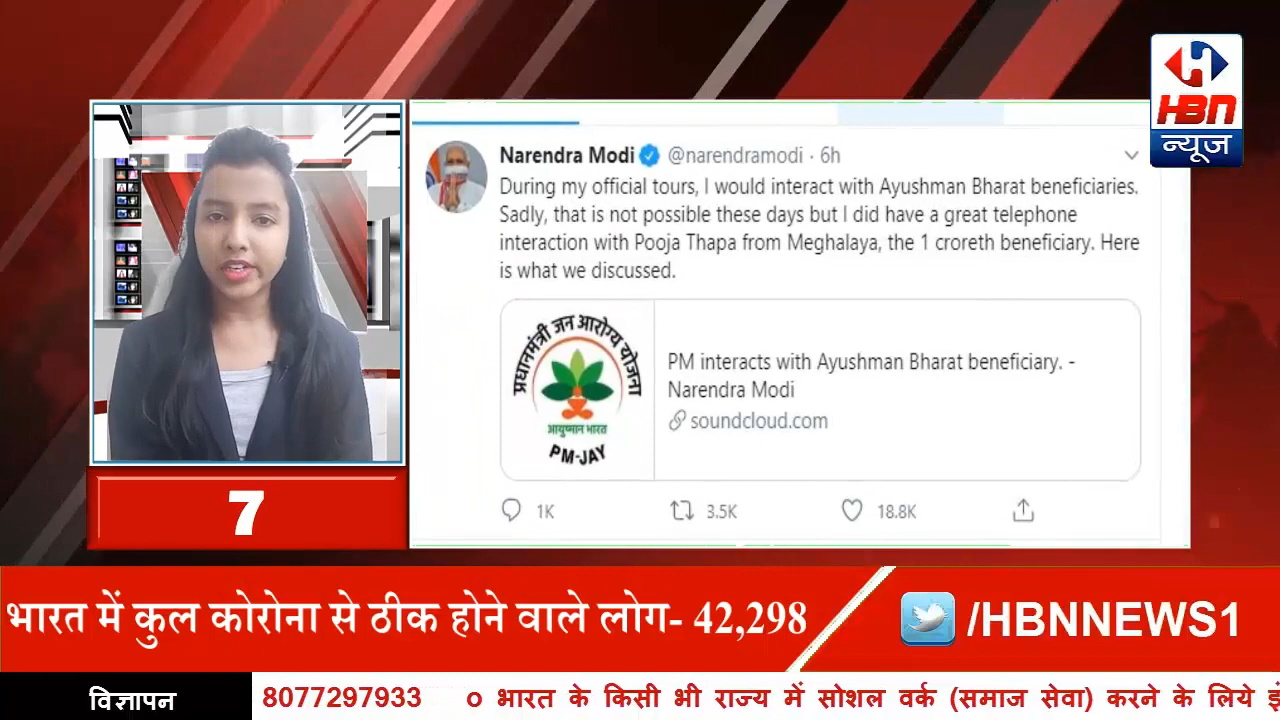 HBN
न्यूज
Narendra Modi @narendramodi · 6h
During my official tours, I would interact with Ayushman Bharat beneficiaries.
Sadly, that is not possible these days but I did have a great telephone
interaction with Pooja Thapa from Meghalaya, the 1 croreth beneficiary. Here
is what we discussed.
प्रधानमंत्री जन आरोग्य योजना
आयुष्मान भारत
PM-JAY
PM interacts with Ayushman Bharat beneficiary. -
Narendra Modi
soundcloud.com
1K 3.5K 18.8K
7
भारत में कुल कोरोना से ठीक होने वाले लोग- 42,298
/HBNNEWS1
विज्ञापन
8077297933 o भारत के किसी भी राज्य में सोशल वर्क (समाज सेवा) करने के लिये